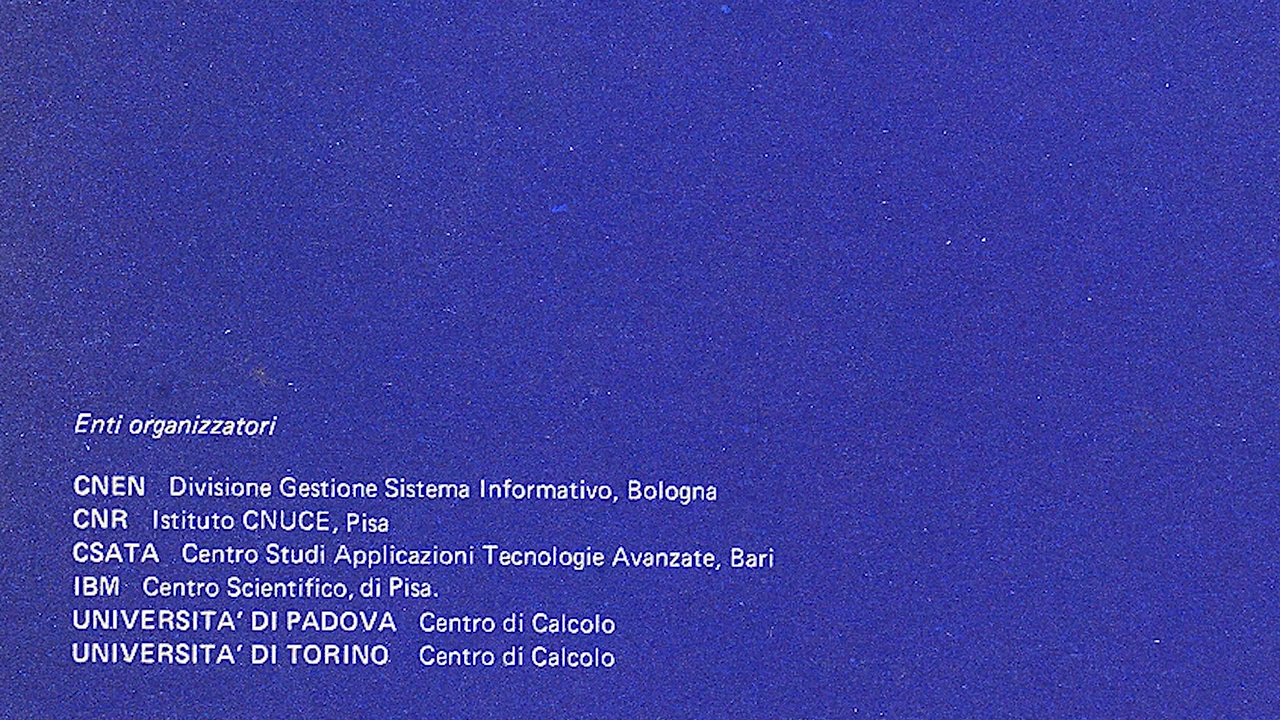 Enti organizzatori
CNEN Divisione Gestione Sistema Informativo, Bologna
CNR Istituto CNUCE, Pisa
CSATA Centro Studi Applicazioni Tecnologie Avanzate, Bari
IBM Centro Scientifico, di Pisa.
UNIVERSITA' DI PADOVA Centro di Calcolo
UNIVERSITA' DI TORINO Centro di Calcolo